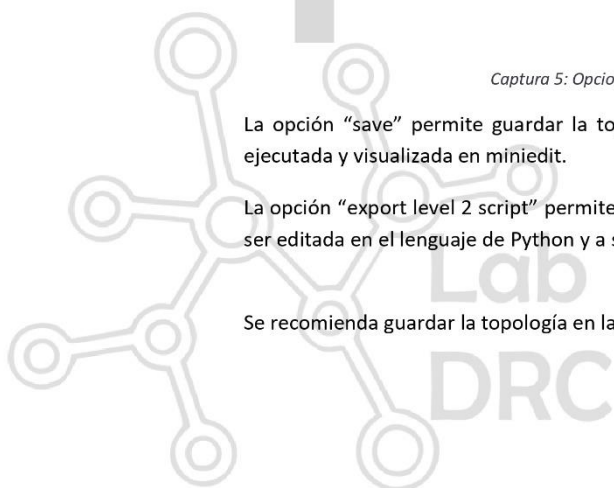 Captura 5: Opcio
La opción “save” permite guardar la to
ejecutada y visualizada en miniedit.
La opción “export level 2 script” permite
ser editada en el lenguaje de Python y a s
Lab
Se recomienda guardar la topología en la
DRC